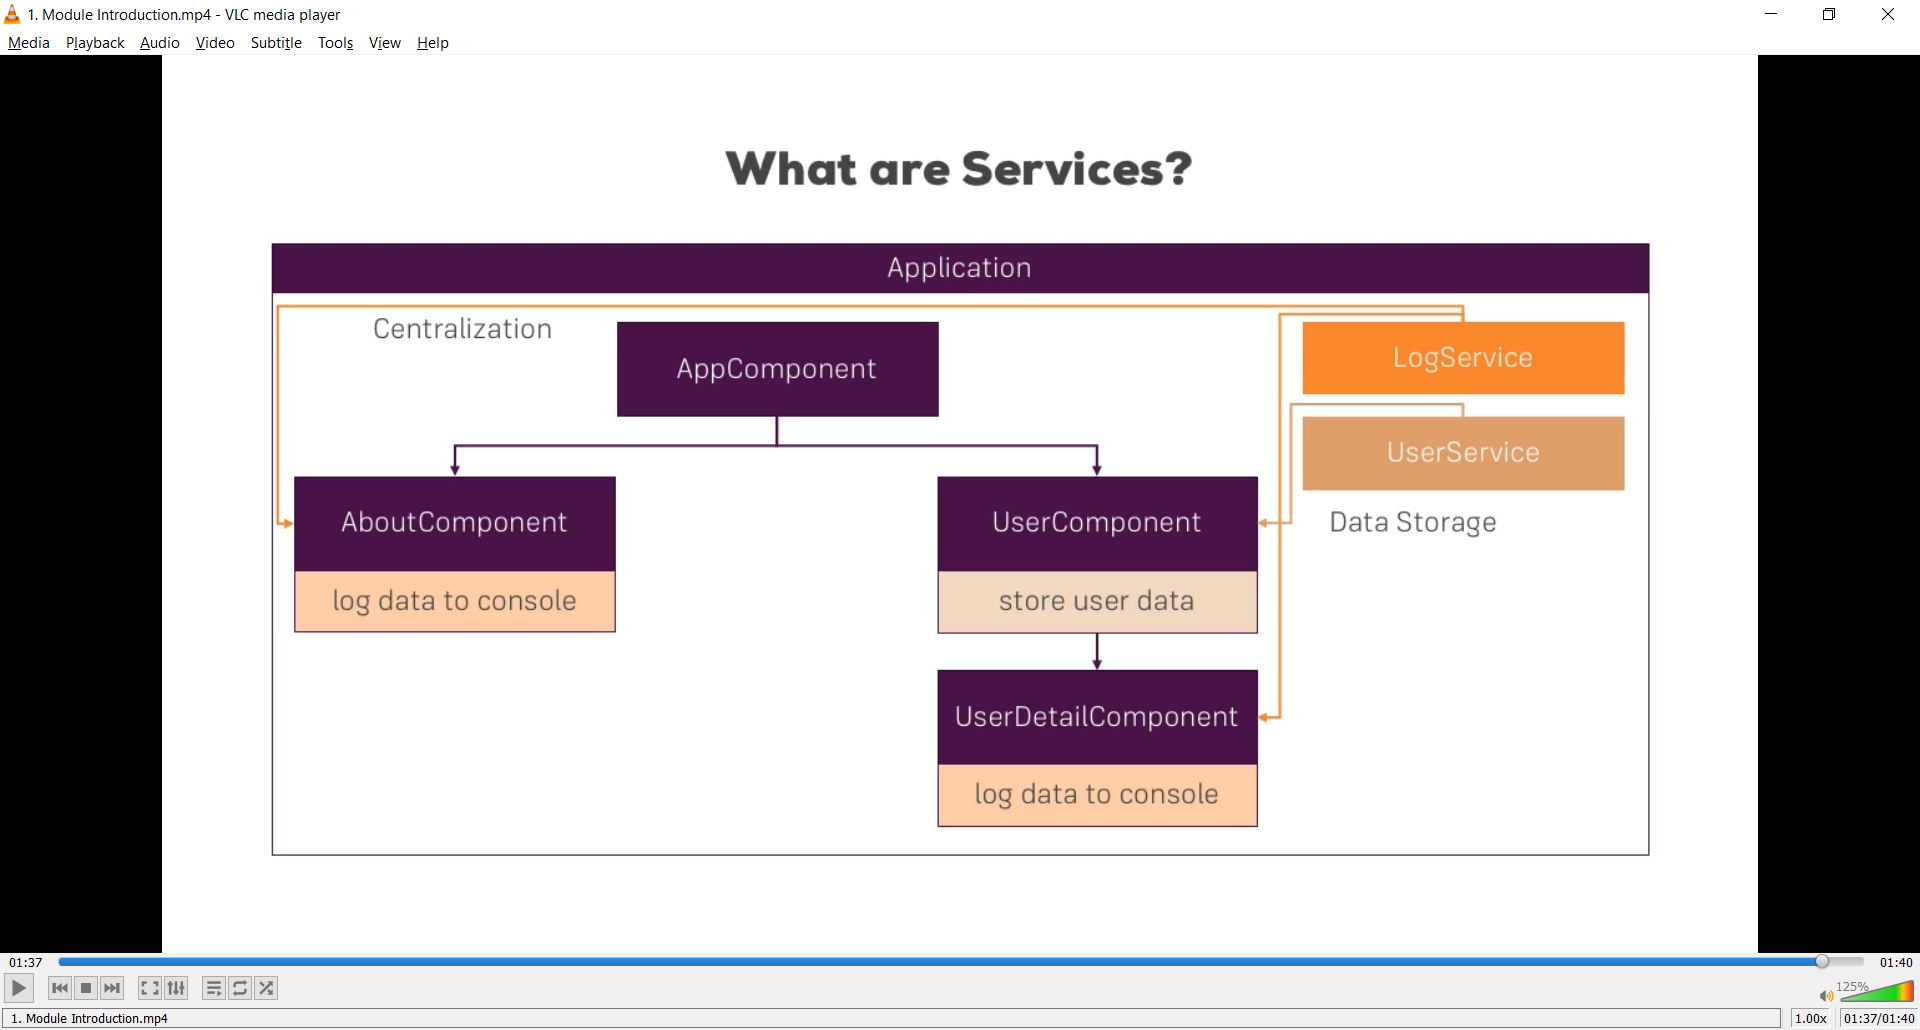 1. Module Introduction.mp4 - VLC media player
Media Playback Audio Video Subtitle Tools View Help
What are Services?
Application
Centralization
AppComponent
LogService
UserService
AboutComponent
UserComponent
Data Storage
log data to console
store user data
UserDetailComponent
log data to console
01:37
01:40
125%
1. Module Introduction.mp4
1.00x
01:37/01:40